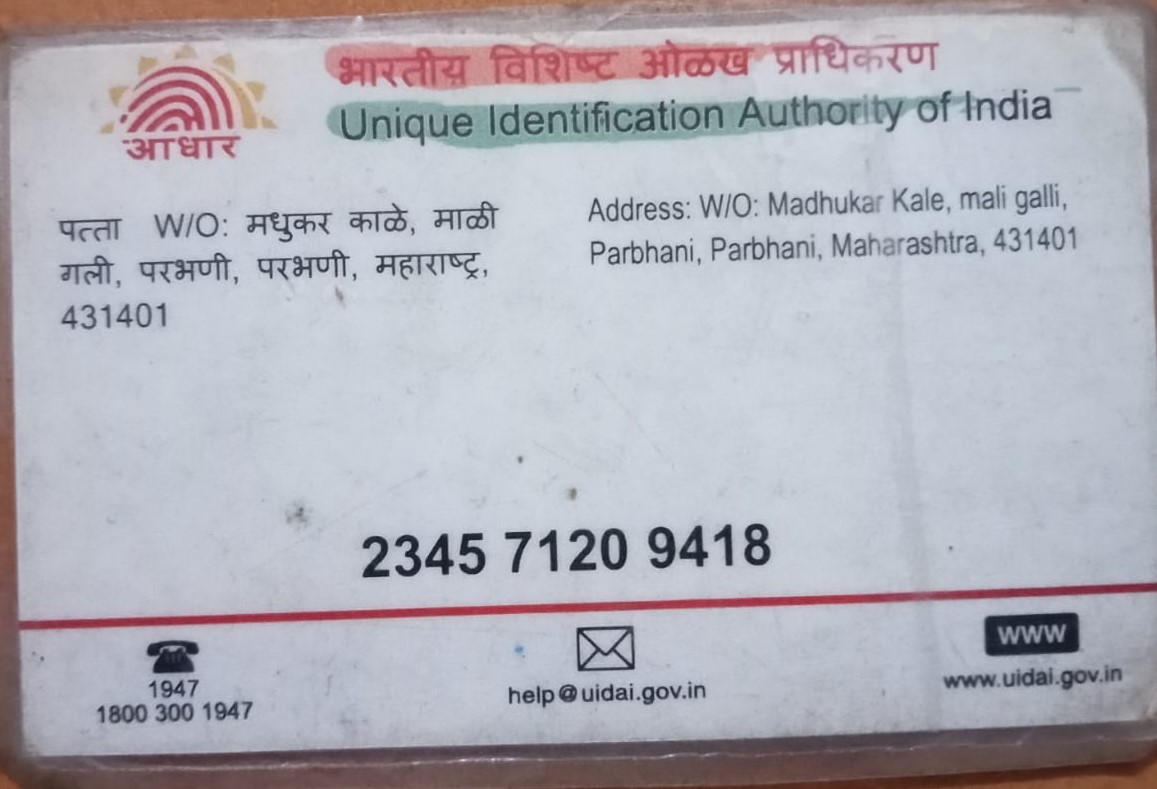 भारतीय विशिष्ट ओळख प्राधिकरण
Unique Identification Authority of India
आधार
पत्ता W/O: मधुकर काळे, माळी
गली, परभणी, परभणी, महाराष्ट्र,
431401
Address: W/O: Madhukar Kale, mali galli,
Parbhani, Parbhani, Maharashtra, 431401
2345 7120 9418
1947
1800 300 1947
help@uidai.gov.in
www
www.uidai.gov.in